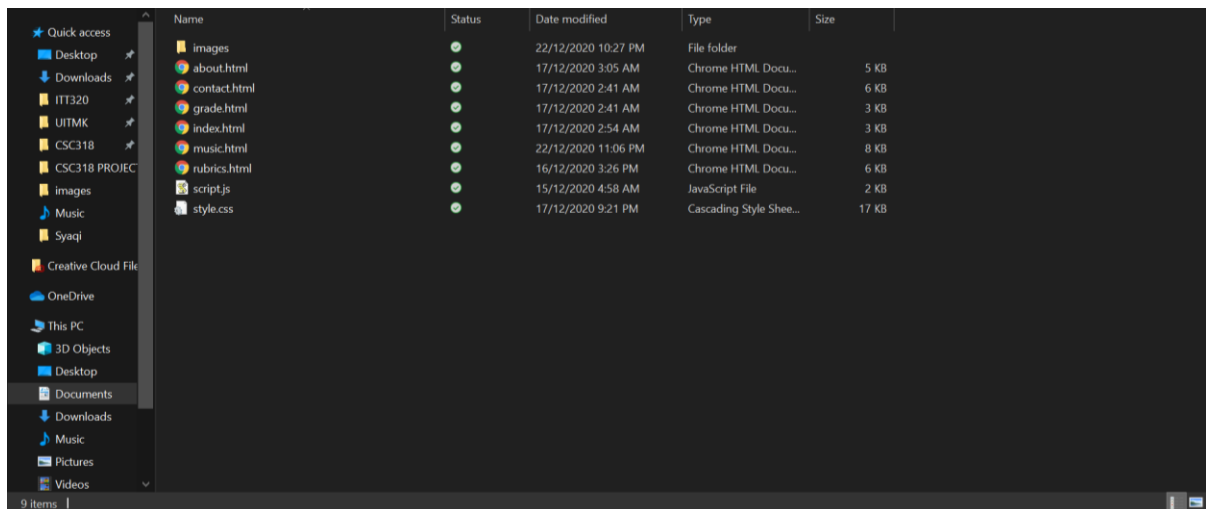 Name Status Date modified Type Size
Quick access
Desktop
Downloads
ITT320
UITMK
CSC318
CSC318 PROJEC
images
Music
Syaqi
Creative Cloud File
OneDrive
This PC
3D Objects
Desktop
Documents
Downloads
Music
Pictures
Videos
images 22/12/2020 10:27 PM File folder
about.html 17/12/2020 3:05 AM Chrome HTML Docu... 5 KB
contact.html 17/12/2020 2:41 AM Chrome HTML Docu... 6 KB
grade.html 17/12/2020 2:41 AM Chrome HTML Docu... 3 KB
index.html 17/12/2020 2:54 AM Chrome HTML Docu... 3 KB
music.html 22/12/2020 11:06 PM Chrome HTML Docu... 8 KB
rubrics.html 16/12/2020 3:26 PM Chrome HTML Docu... 6 KB
script.js 15/12/2020 4:58 AM JavaScript File 2 KB
style.css 17/12/2020 9:21 PM Cascading Style Shee... 17 KB
9 items